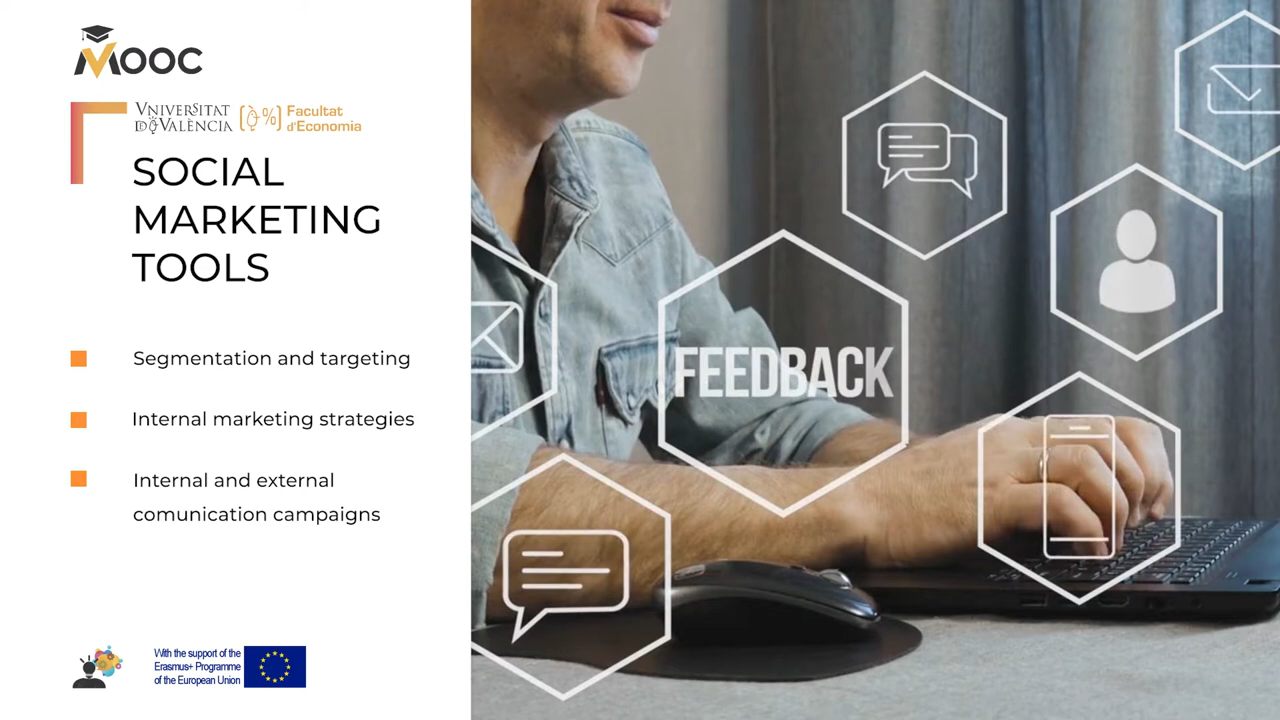 MOOC
VNIVERSITAT
DE VALÈNCIA
Facultat
d'Economia
SOCIAL
MARKETING
TOOLS
Segmentation and targeting
Internal marketing strategies
Internal and external
comunication campaigns
FEEDBACK
With the support of the
Erasmus+ Programme
of the European Union